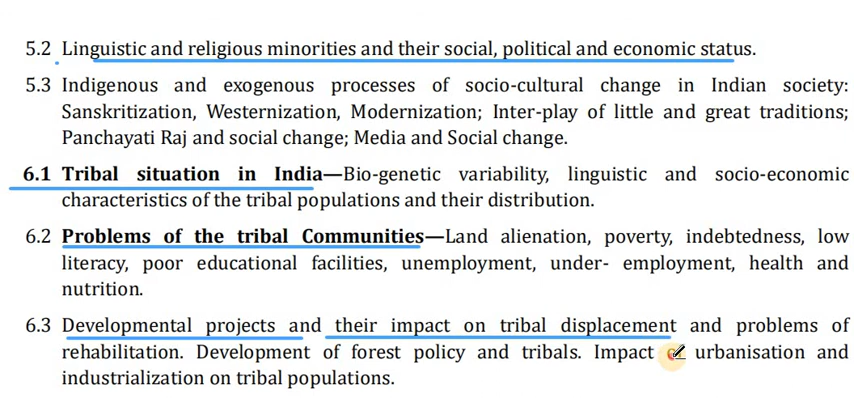 5.2 Linguistic and religious minorities and their social, political and economic status.
5.3 Indigenous and exogenous processes of socio-cultural change in Indian society:
Sanskritization, Westernization, Modernization; Inter-play of little and great traditions;
Panchayati Raj and social change; Media and Social change.
6.1 Tribal situation in India—Bio-genetic variability, linguistic and socio-economic
characteristics of the tribal populations and their distribution.
6.2 Problems of the tribal Communities—Land alienation, poverty, indebtedness, low
literacy, poor educational facilities, unemployment, under- employment, health and
nutrition.
6.3 Developmental projects and their impact on tribal displacement and problems of
rehabilitation. Development of forest policy and tribals. Impact urbanisation and
industrialization on tribal populations.